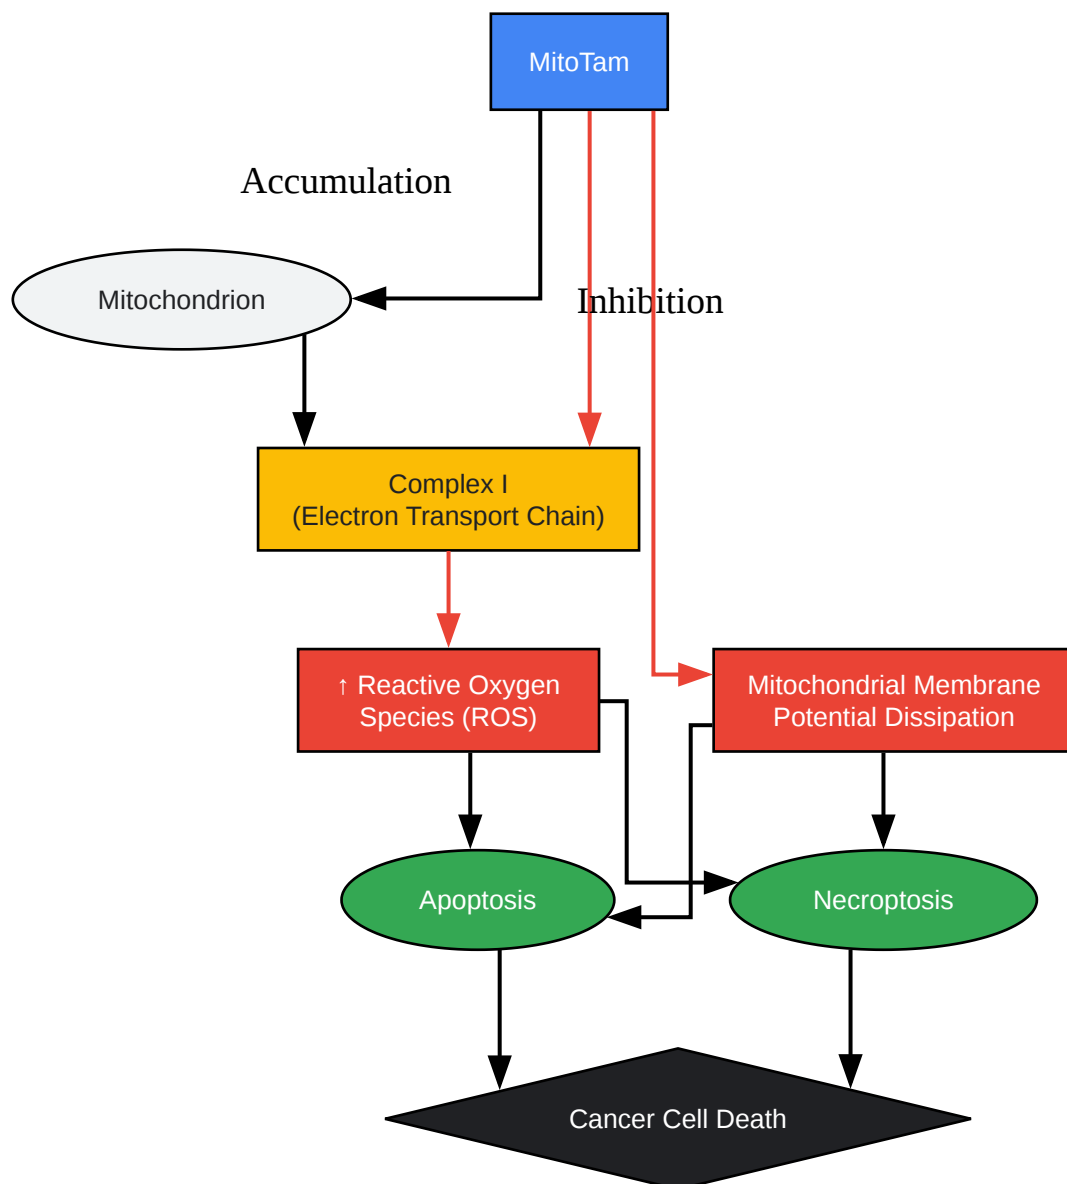 MitoTam
Accumulation
Mitochondrion
Inhibition
Complex I
(Electron Transport Chain)
↑ Reactive Oxygen
Species (ROS)
Mitochondrial Membrane
Potential Dissipation
Apoptosis
Necroptosis
Cancer Cell Death